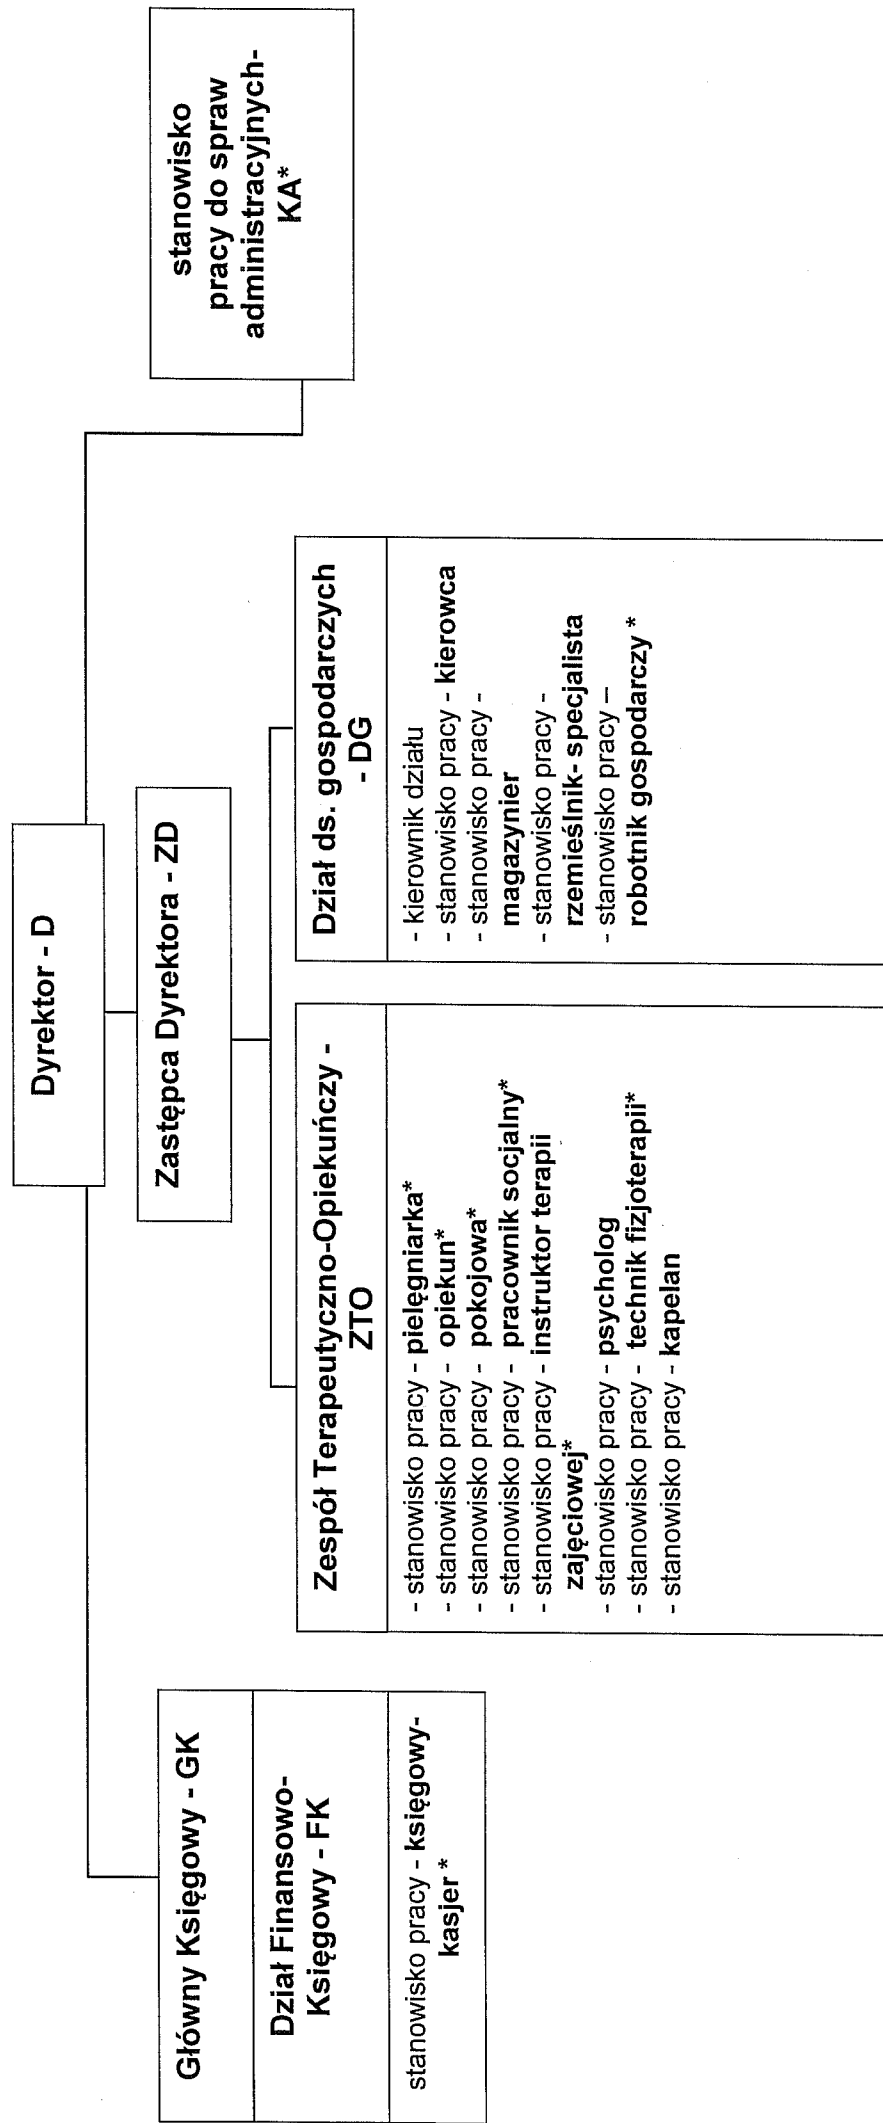 Dyrektor - D
Zastępca Dyrektora - ZD
Główny Księgowy - GK
Dział Finansowo-
Księgowy - FK
stanowisko pracy - księgowy-
kasjer *
Zespół Terapeutyczno-Opiekuńczy -
ZTO
- stanowisko pracy - pielęgniarka*
- stanowisko pracy - opiekun*
- stanowisko pracy - pokojowa*
- stanowisko pracy - pracownik socjalny*
- stanowisko pracy - instruktor terapii
zajęciowej*
- stanowisko pracy - psycholog
- stanowisko pracy - technik fizjoterapii*
- stanowisko pracy - kapelan
Dział ds. gospodarczych
- DG
- kierownik działu
- stanowisko pracy - kierowca
- stanowisko pracy -
magazynier
- stanowisko pracy -
rzemieślnik- specjalista
- stanowisko pracy –
robotnik gospodarczy *
stanowisko
pracy do spraw
administracyjnych-
KA*